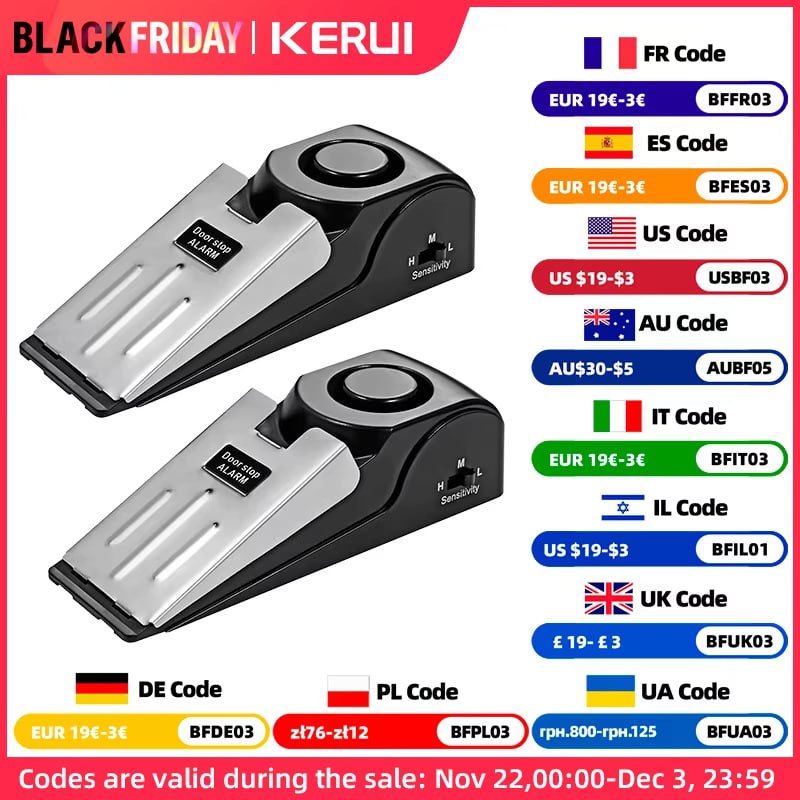 BLACK FRIDAY | KERUI
FR Code
EUR 19€-3€ BFFR03
ES Code
EUR 19€-3€ BFES03
US Code
US $19-$3 USBF03
AU Code
AU$30-$5 AUBF05
IT Code
EUR 19€-3€ BFIT03
IL Code
US $19-$3 BFIL01
UK Code
£ 19- £ 3 BFUK03
Door stop
ALARM
H M L
Sensitivity
Door stop
ALARM
H M L
Sensitivity
DE Code
EUR 19€-3€ BFDE03
PL Code
zł76-zł12 BFPL03
UA Code
грн.800-грн.125 BFUA03
Codes are valid during the sale: Nov 22,00:00-Dec 3, 23:59